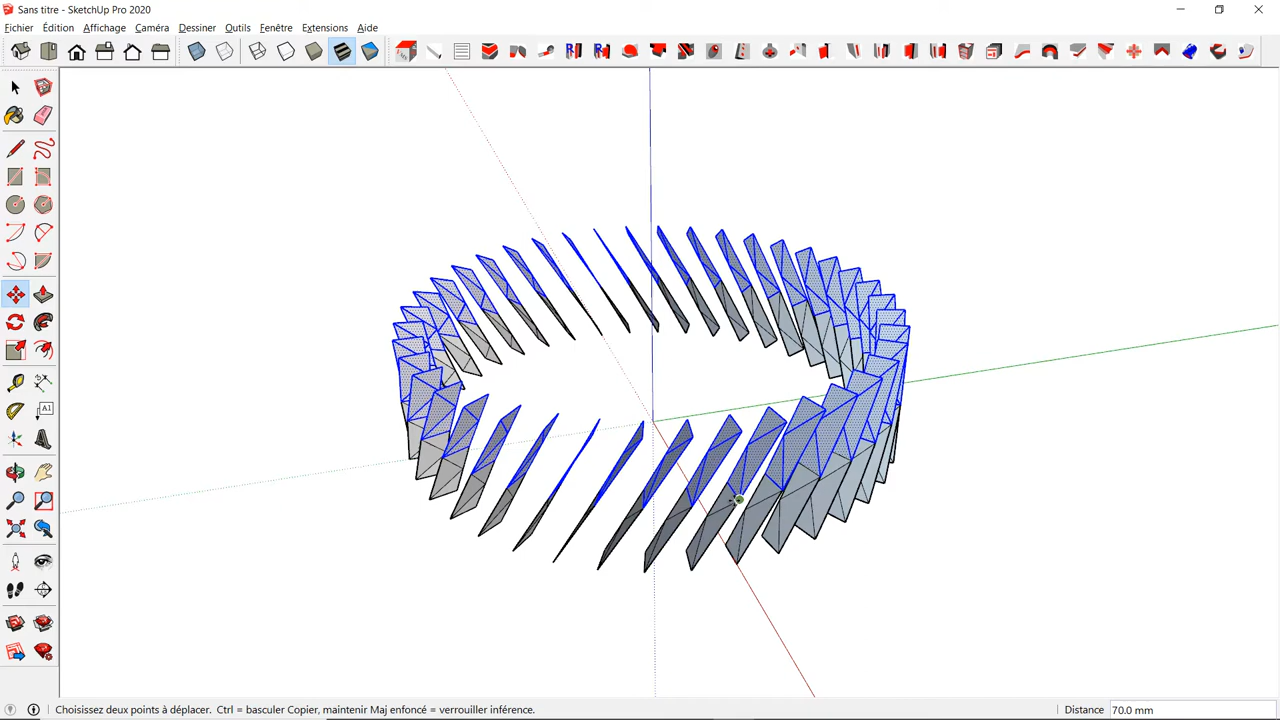 Sans titre - SketchUp Pro 2020
Fichier Édition Affichage Caméra Dessiner Outils Fenêtre Extensions Aide
A1
Choisissez deux points à déplacer. Ctrl = basculer Copier, maintenir Maj enfoncé = verrouiller inférence.
Distance 70.0 mm